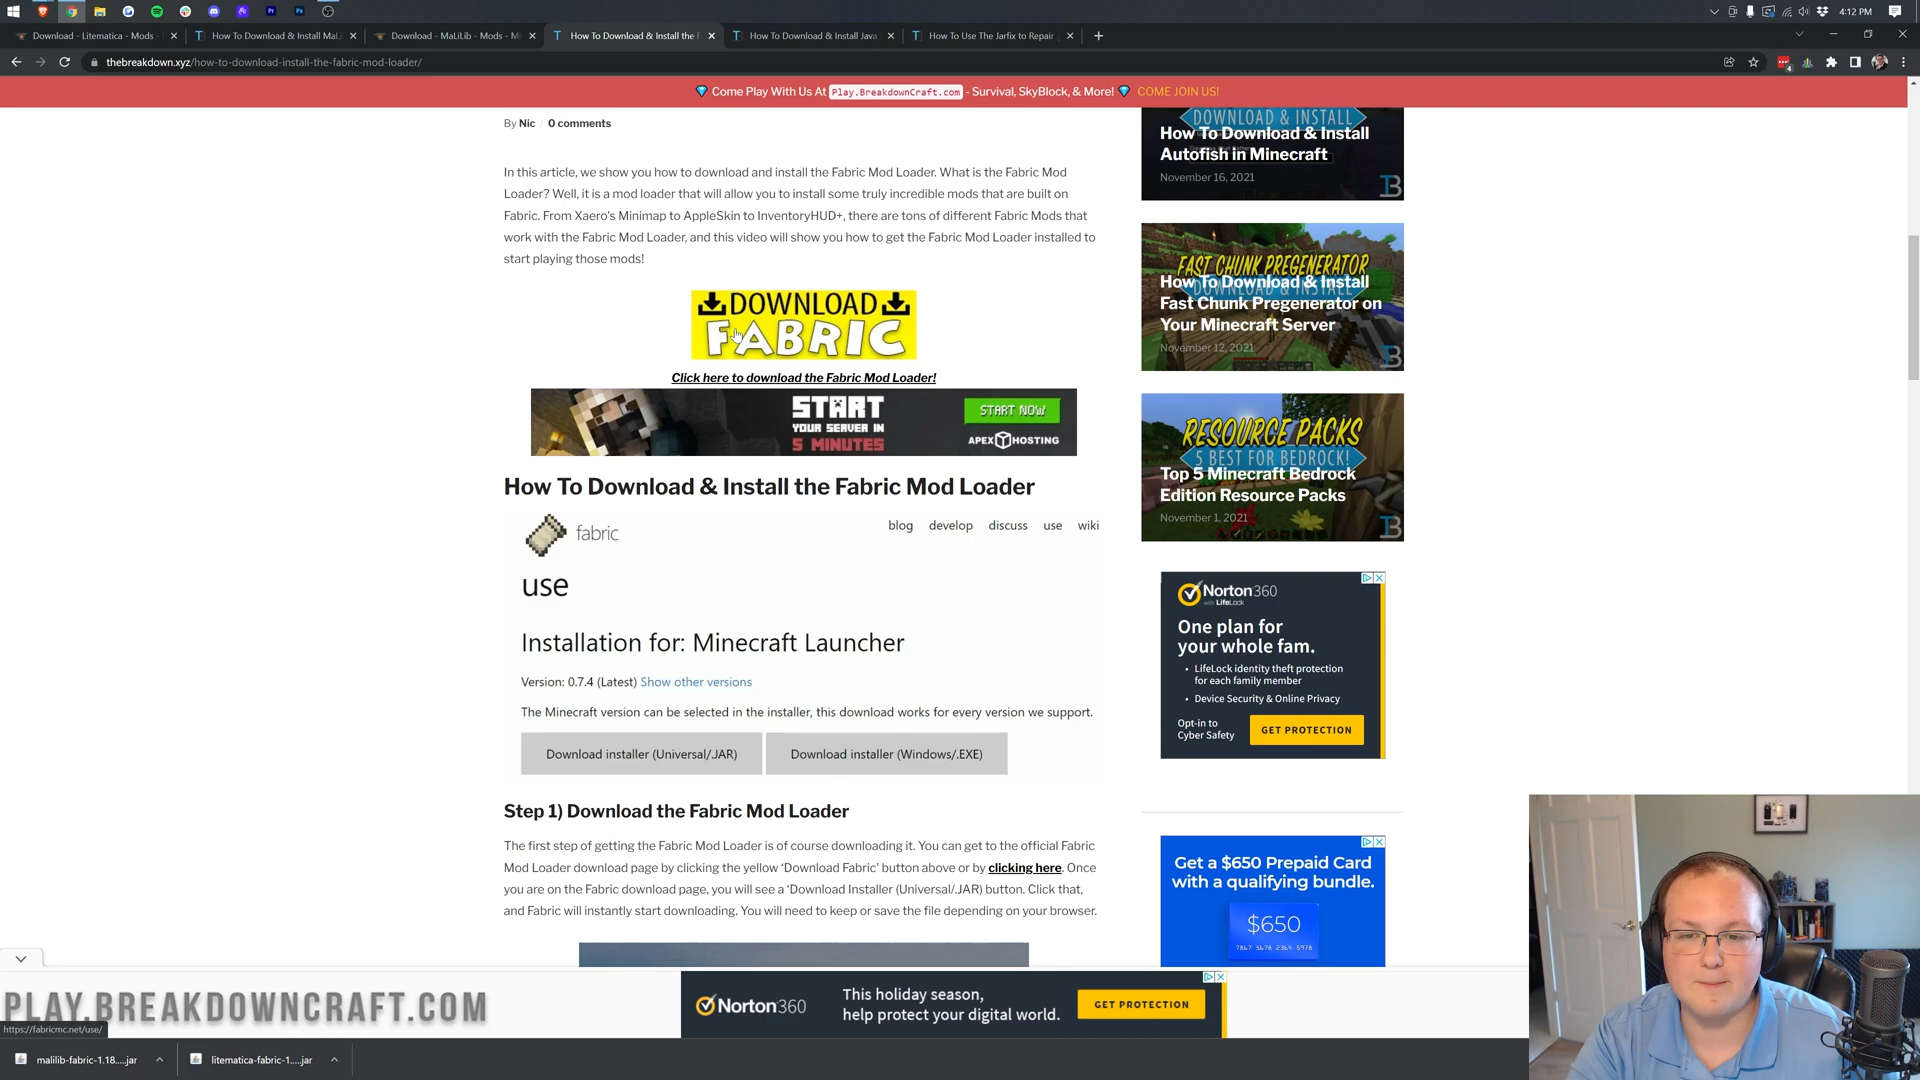 4:12 PM
Download - Litematica - Mods -
How To Download & Install MaLi
Download - MaLiLib - Mods - Mi
How To Download & Install the F
How To Download & Install Java
How To Use The Jarfix to Repair
thebreakdown.xyz/how-to-download-install-the-fabric-mod-loader/
Come Play With Us At Play.BreakdownCraft.com - Survival, SkyBlock, & More! COME JOIN US!
By Nic / 0 comments
In this article, we show you how to download and install the Fabric Mod Loader. What is the Fabric Mod
Loader? Well, it is a mod loader that will allow you to install some truly incredible mods that are built on
Fabric. From Xaero's Minimap to AppleSkin to InventoryHUD+, there are tons of different Fabric Mods that
work with the Fabric Mod Loader, and this video will show you how to get the Fabric Mod Loader installed to
start playing those mods!
DOWNLOAD
FABRIC
Click here to download the Fabric Mod Loader!
START
YOUR SERVER IN
5 MINUTES
START NOW
APEX HOSTING
How To Download & Install the Fabric Mod Loader
fabric
blog develop discuss use wiki
use
Installation for: Minecraft Launcher
Version: 0.7.4 (Latest) Show other versions
The Minecraft version can be selected in the installer, this download works for every version we support.
Download installer (Universal/.JAR)
Download installer (Windows/.EXE)
Step 1) Download the Fabric Mod Loader
The first step of getting the Fabric Mod Loader is of course downloading it. You can get to the official Fabric
Mod Loader download page by clicking the yellow 'Download Fabric' button above or by clicking here. Once
you are on the Fabric download page, you will see a 'Download Installer (Universal/.JAR) button. Click that,
and Fabric will instantly start downloading. You will need to keep or save the file depending on your browser.
DOWNLOAD & INSTALL
How To Download & Install
Autofish in Minecraft
November 16, 2021
FAST CHUNK PREGENERATOR
DOWNLOAD & INSTALL
How To Download & Install
Fast Chunk Pregenerator on
Your Minecraft Server
November 12, 2021
RESOURCE PACKS
5 BEST FOR BEDROCK!
Top 5 Minecraft Bedrock
Edition Resource Packs
November 1, 2021
Norton360
with LifeLock
One plan for
your whole fam.
• LifeLock identity theft protection
for each family member
• Device Security & Online Privacy
Opt-in to
Cyber Safety
GET PROTECTION
Get a $650 Prepaid Card
with a qualifying bundle.
$650
7867 5678 2364 5978
PLAY.BREAKDOWNCRAFT.COM
https://fabricmc.net/use/
Norton360
This holiday season,
help protect your digital world.
GET PROTECTION
malilib-fabric-1.18....jar
litematica-fabric-1....jar